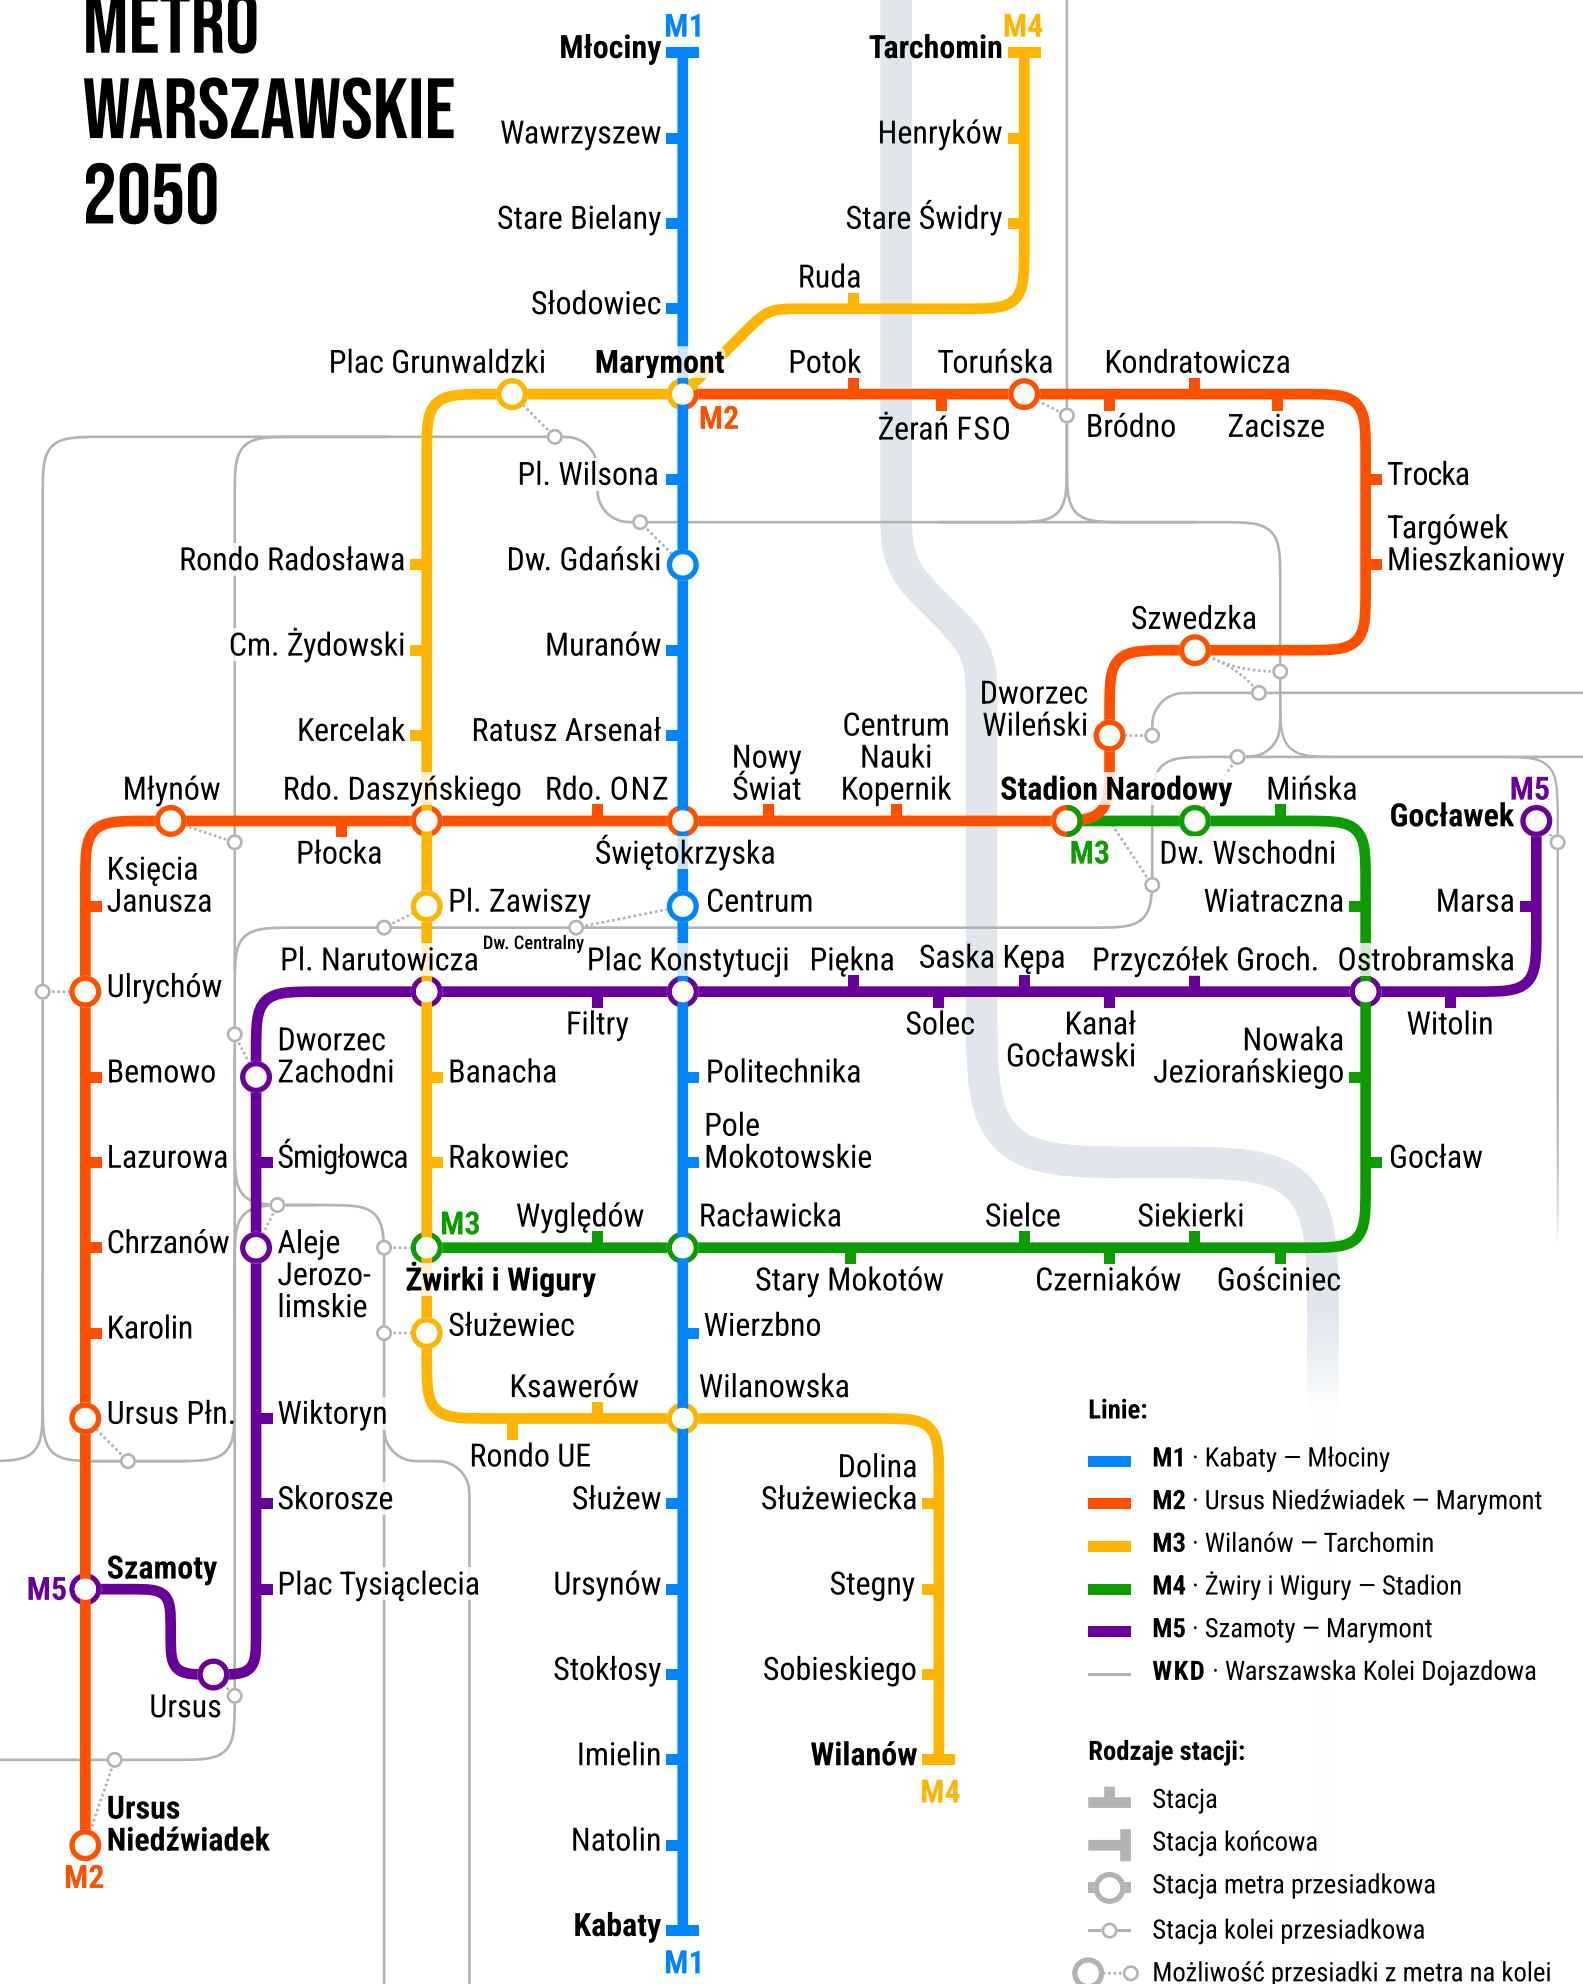 METRO
WARSZAWSKIE
2050
M1
Młociny
M4
Tarchomin
Wawrzyszew
Henryków
Stare Bielany
Stare Świdry
Ruda
Słodowiec
Plac Grunwaldzki
Marymont
M2
Potok
Toruńska
Kondratowicza
Żerań FSO
Bródno
Zacisze
Pl. Wilsona
Trocka
Targówek
Mieszkaniowy
Rondo Radosława
Dw. Gdański
Szwedzka
Cm. Żydowski
Muranów
Dworzec
Wileński
Kercelak
Ratusz Arsenał
Nowy
Świat
Centrum
Nauki
Kopernik
Młynów
Rdo. Daszyńskiego
Rdo. ONZ
Stadion Narodowy
Mińska
M5
Gocławek
Płocka
Świętokrzyska
M3
Dw. Wschodni
Księcia
Janusza
Pl. Zawiszy
Centrum
Wiatraczna
Marsa
Dw. Centralny
Pl. Narutowicza
Plac Konstytucji
Piękna
Saska Kępa
Przyczółek Groch.
Ostrobramska
Ulrychów
Filtry
Solec
Kanał
Gocławski
Witolin
Dworzec
Zachodni
Nowaka
Jeziorańskiego
Bemowo
Banacha
Politechnika
Lazurowa
Śmigłowca
Rakowiec
Pole
Mokotowskie
Gocław
M3
Wyględów
Racławicka
Sielce
Siekierki
Chrzanów
Aleje
Jerozo-
limskie
Żwirki i Wigury
Stary Mokotów
Czerniaków
Gościniec
Karolin
Służewiec
Wierzbno
Ksawerów
Wilanowska
Ursus Płn.
Wiktoryn
Rondo UE
Skorosze
Służew
Dolina
Służewiecka
Szamoty
M5
Plac Tysiąclecia
Ursynów
Stegny
Ursus
Stokłosy
Sobieskiego
Imielin
Wilanów
M4
Ursus
Niedźwiadek
M2
Natolin
Kabaty
M1
Linie:
M1 · Kabaty — Młociny
M2 · Ursus Niedźwiadek — Marymont
M3 · Wilanów — Tarchomin
M4 · Żwiry i Wigury — Stadion
M5 · Szamoty — Marymont
WKD · Warszawska Kolei Dojazdowa
Rodzaje stacji:
Stacja
Stacja końcowa
Stacja metra przesiadkowa
Stacja kolei przesiadkowa
Możliwość przesiadki z metra na kolei